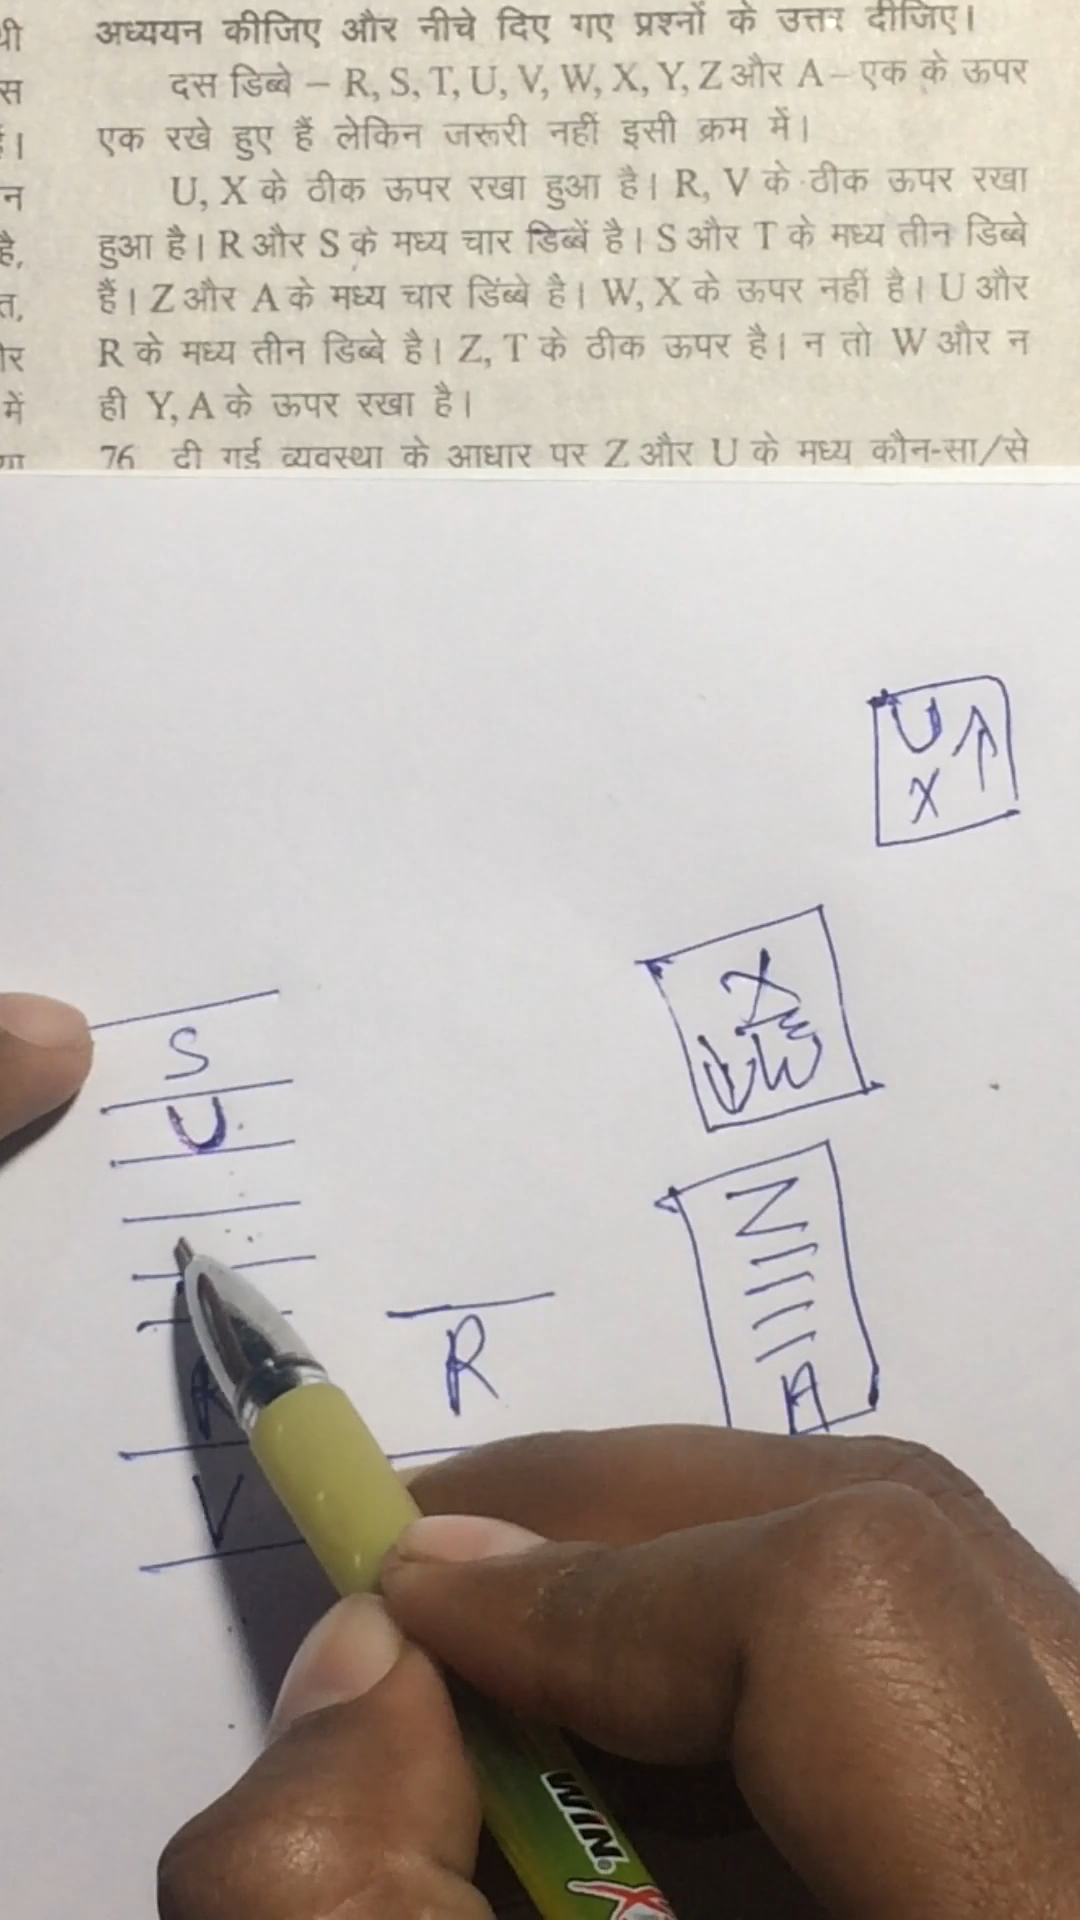 थी अध्ययन कीजिए और नीचे दिए गए प्रश्नों के उत्तर दीजिए।
स दस डिब्बे – R, S, T, U, V, W, X, Y, Z और A – एक के ऊपर
है। एक रखे हुए हैं लेकिन जरूरी नहीं इसी क्रम में।
न U, X के ठीक ऊपर रखा हुआ है। R, V के ठीक ऊपर रखा
है, हुआ है। R और S के मध्य चार डिब्बें है। S और T के मध्य तीन डिब्बे
त, हैं। Z और A के मध्य चार डिंब्बे है। W, X के ऊपर नहीं है। U और
R के मध्य तीन डिब्बे है। Z, T के ठीक ऊपर है। न तो W और न
में ही Y, A के ऊपर रखा है।
76 दी गई व्यवस्था के आधार पर Z और U के मध्य कौन-सा/से
U
X
X
W
S
U
Z
R
R
A
V
WIN